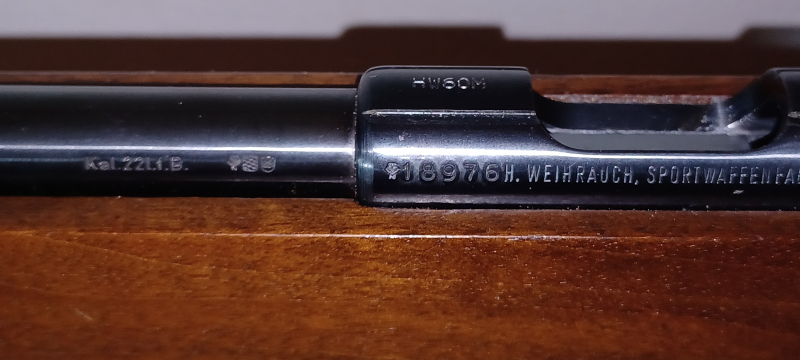 HW60M
Kal.22l.f.B.
18976 H. WEIHRAUCH, SPORTWAFFENFA